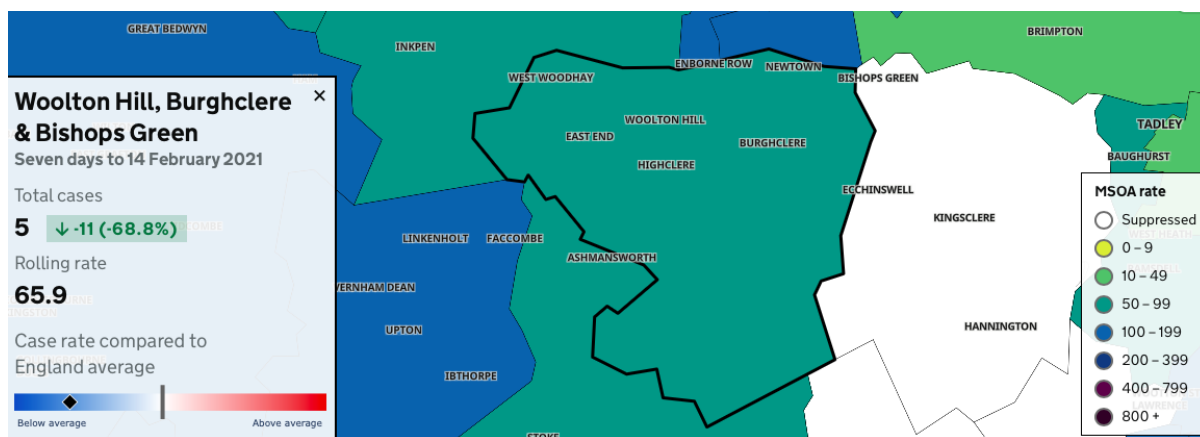 GREAT BEDWYN
INKPEN
BRIMPTON
WEST WOODHAY
ENBORNE ROW
NEWTOWN
BISHOPS GREEN
WOOLTON HILL
EAST END
BURGHCLERE
HIGHCLERE
TADLEY
BAUGHURST
ECCHINSWELL
KINGSCLERE
LINKENHOLT
FACCOMBE
ASHMANSWORTH
VERNHAM DEAN
UPTON
HANNINGTON
IBTHORPE
STOKE
Woolton Hill, Burghclere
& Bishops Green
×
Seven days to 14 February 2021
Total cases
5 ↓ -11 (-68.8%)
Rolling rate
65.9
Case rate compared to
England average
Below average
Above average
MSOA rate
Suppressed
0 – 9
10 – 49
50 – 99
100 – 199
200 – 399
400 – 799
800 +